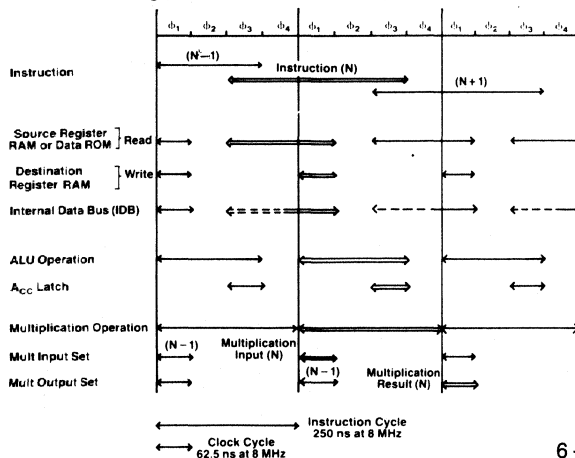 Φ₁ Φ₂ Φ₃ Φ₄ Φ₁ Φ₂ Φ₃ Φ₄ Φ₁ Φ₂ Φ₃ Φ₄
(N–1)
Instruction
Instruction (N)
(N + 1)
Source Register
RAM or Data ROM
Read
Destination
Register RAM
Write
Internal Data Bus (IDB)
ALU Operation
ACC Latch
Multiplication Operation
Mult Input Set
(N – 1)
Multiplication
Input (N)
Mult Output Set
(N – 1)
Multiplication
Result (N)
Instruction Cycle
250 ns at 8 MHz
Clock Cycle
62.5 ns at 8 MHz